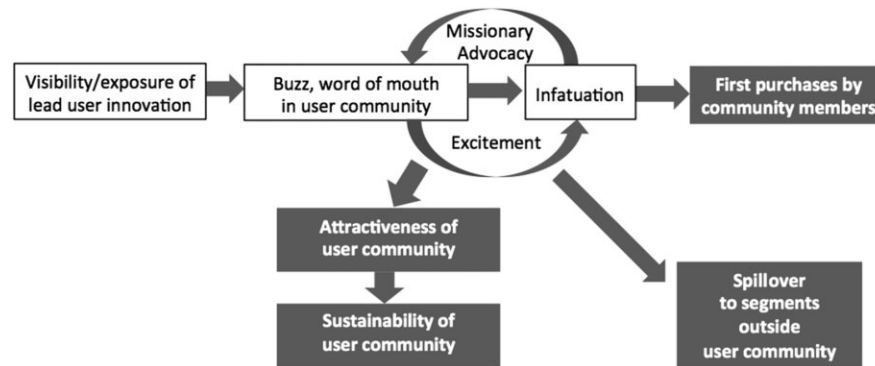 Missionary
Advocacy
Visibility/exposure of
lead user innovation
Buzz, word of mouth
in user community
Infatuation
First purchases by
community members
Excitement
Attractiveness of
user community
Sustainability of
user community
Spillover
to segments
outside
user community